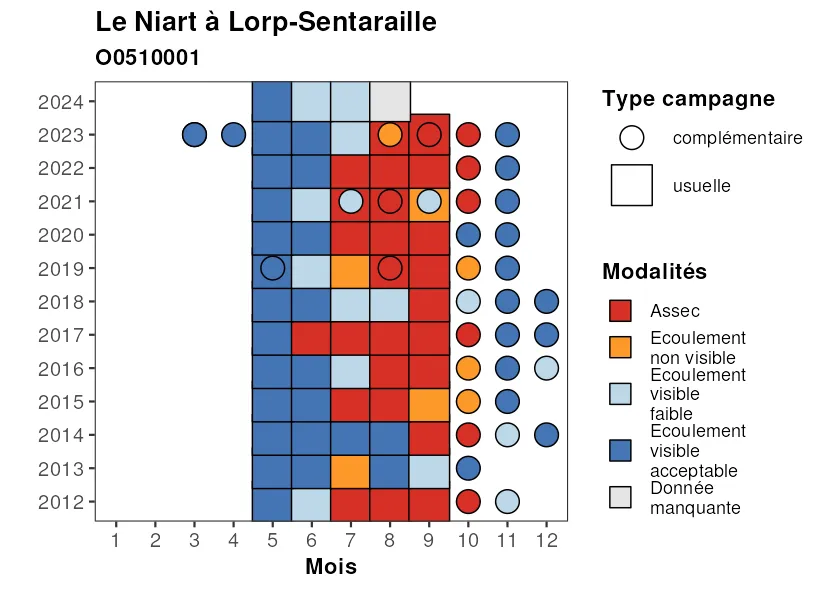 Le Niart à Lorp-Sentaraille
O0510001
2024
2023
2022
2021
2020
2019
2018
2017
2016
2015
2014
2013
2012
1 2 3 4 5 6 7 8 9 10 11 12
Mois
Type campagne
complémentaire
usuelle
Modalités
Assec
Ecoulement
non visible
Ecoulement
visible
faible
Ecoulement
visible
acceptable
Donnée
manquante